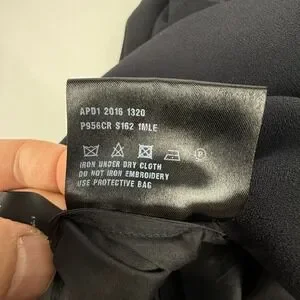 APD1 2016 1320
P956CR S162 1MLE
IRON UNDER DRY CLOTH
DO NOT IRON EMBROIDERY
USE PROTECTIVE BAG